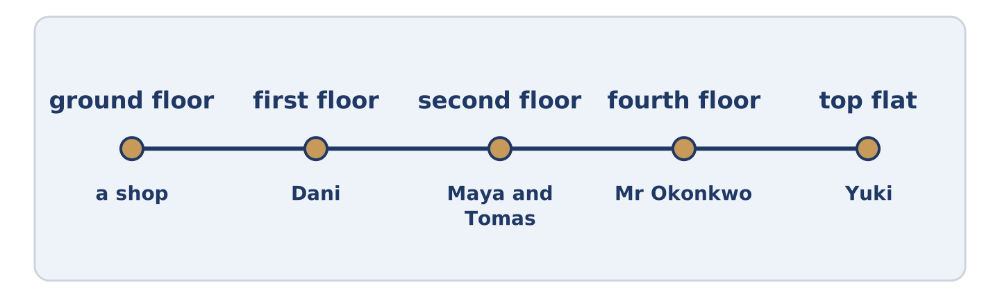 ground floor
first floor
second floor
fourth floor
top flat
a shop
Dani
Maya and
Tomas
Mr Okonkwo
Yuki